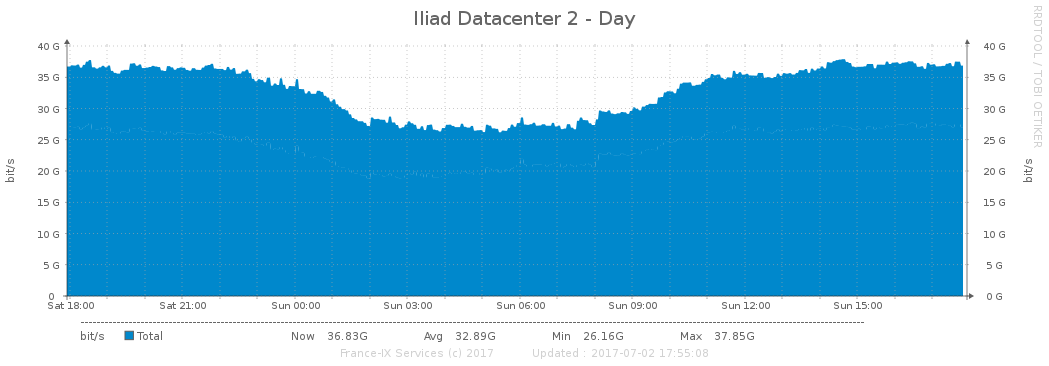 Iliad Datacenter 2 - Day
RRDTOOL / TOBI OETIKER
40 G 40 G
35 G 35 G
30 G 30 G
25 G 25 G
20 G 20 G
15 G 15 G
10 G 10 G
5 G 5 G
0 0 G
bit/s
bit/s
Sat 18:00 Sat 21:00 Sun 00:00 Sun 03:00 Sun 06:00 Sun 09:00 Sun 12:00 Sun 15:00
bit/s Total Now 36.83G Avg 32.89G Min 26.16G Max 37.85G
France-IX Services (c) 2017 Updated : 2017-07-02 17:55:08